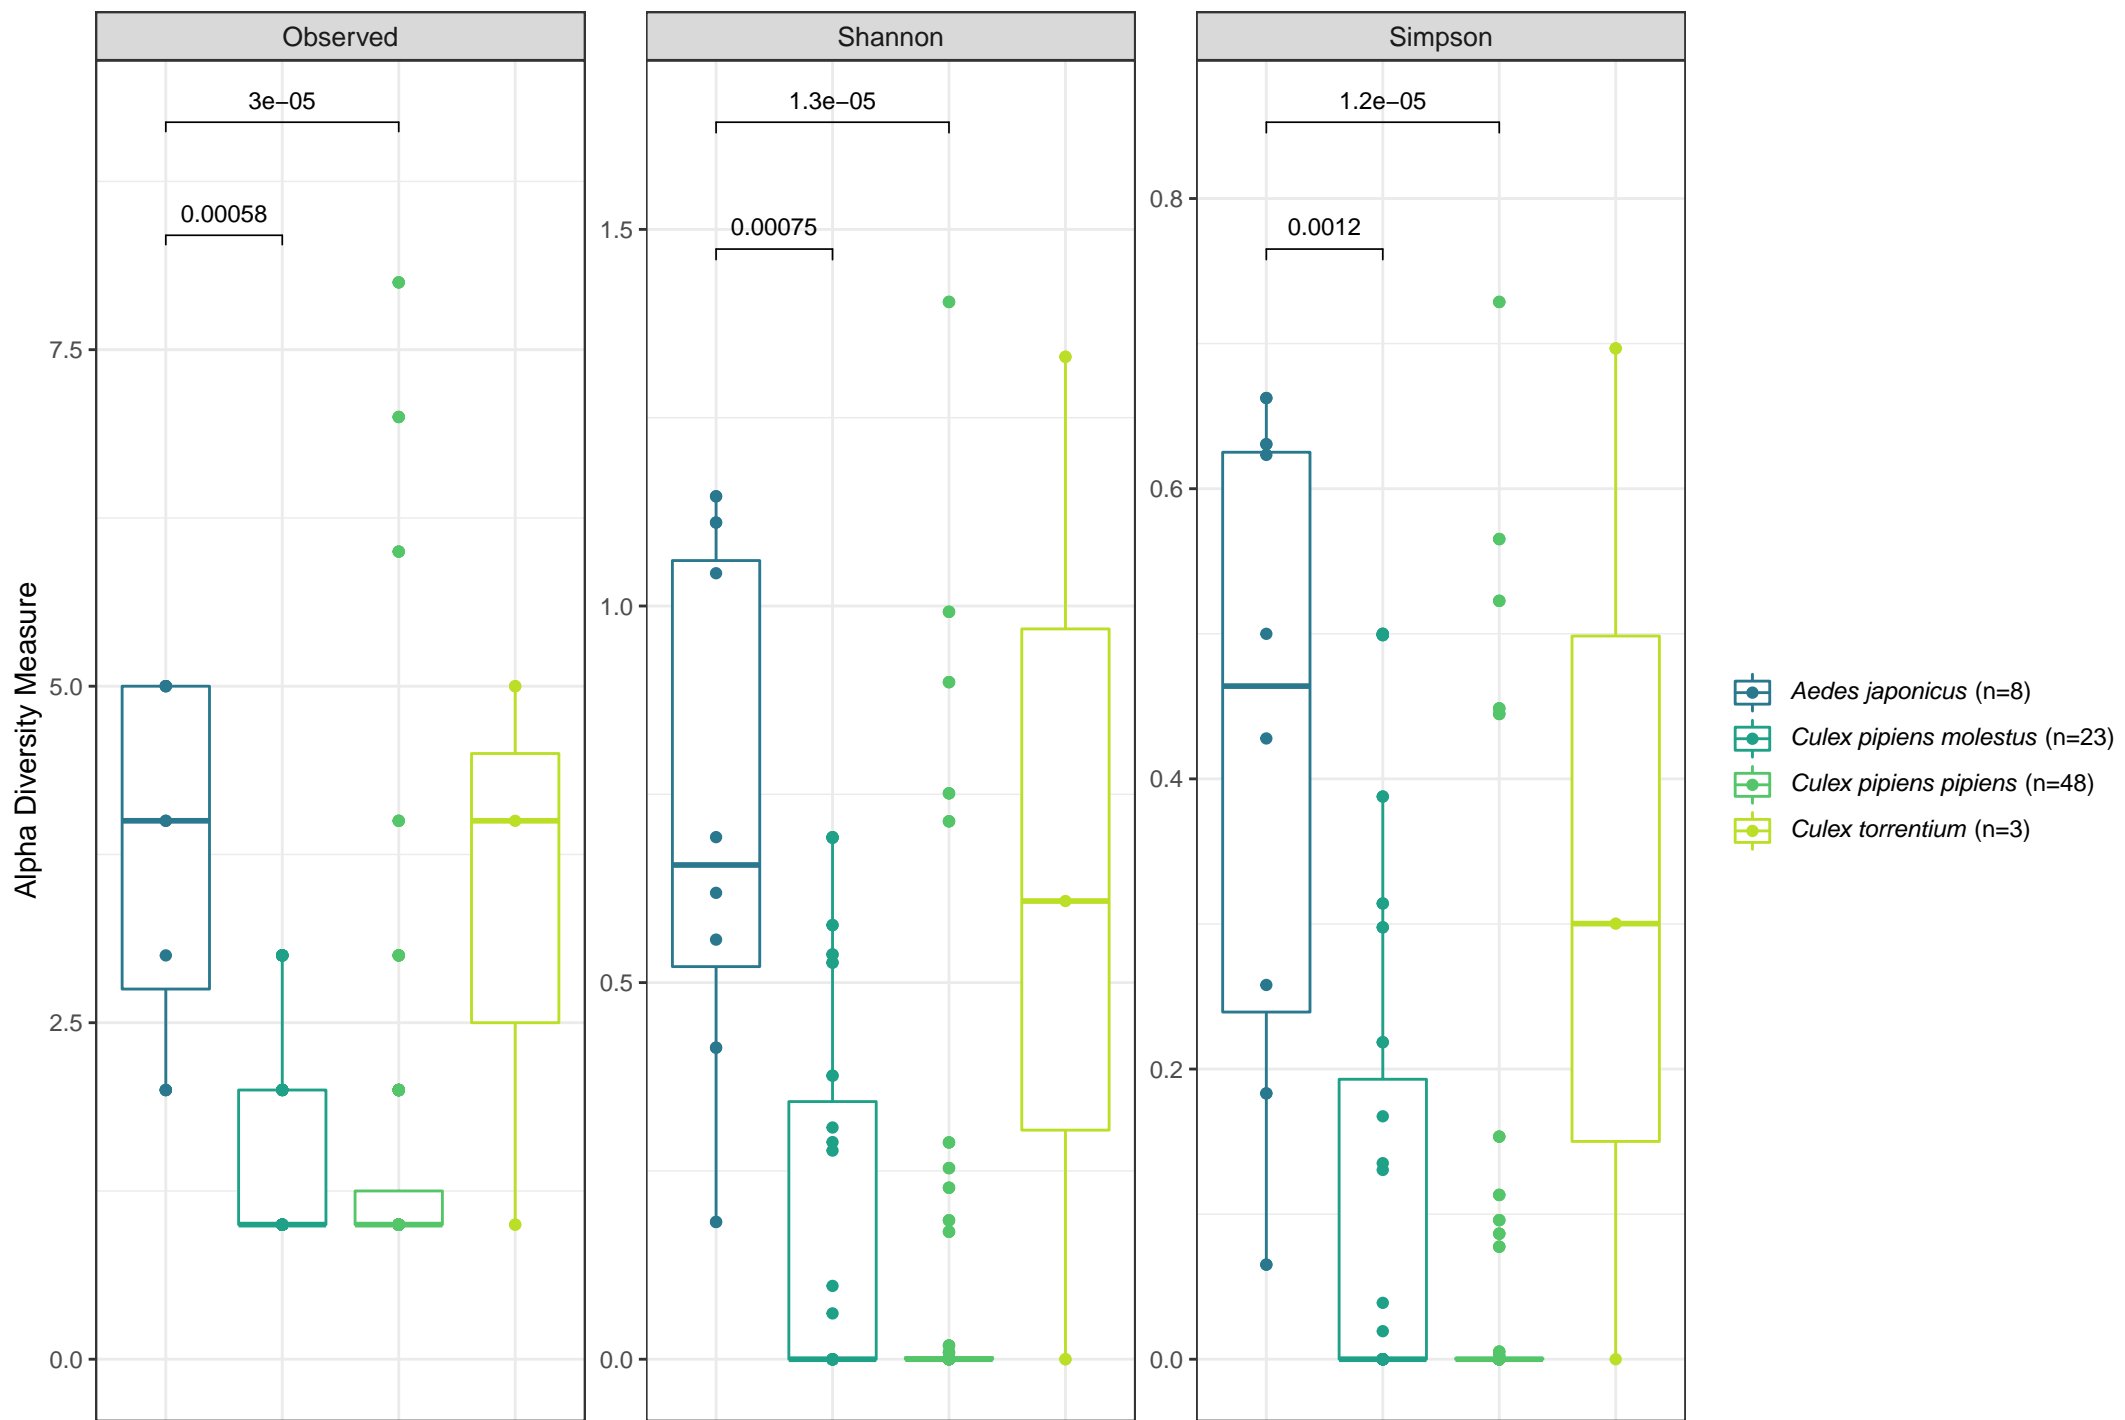 Observed
Shannon
Simpson
3e−05
1.3e−05
1.2e−05
0.00058
0.00075
0.0012
Alpha Diversity Measure
7.5
5.0
2.5
0.0
1.5
1.0
0.5
0.0
0.8
0.6
0.4
0.2
0.0
Aedes japonicus (n=8)
Culex pipiens molestus (n=23)
Culex pipiens pipiens (n=48)
Culex torrentium (n=3)